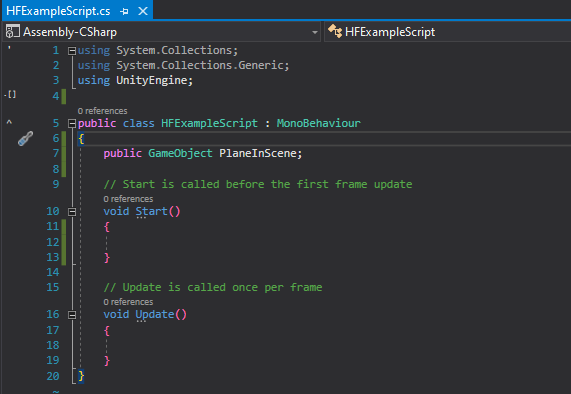 HFExampleScript.cs
Assembly-CSharp HFExampleScript
1 using System.Collections;
2 using System.Collections.Generic;
3 using UnityEngine;
4
0 references
5 public class HFExampleScript : MonoBehaviour
6 {
7 public GameObject PlaneInScene;
8
9 // Start is called before the first frame update
0 references
10 void Start()
11 {
12
13 }
14
15 // Update is called once per frame
0 references
16 void Update()
17 {
18
19 }
20 }